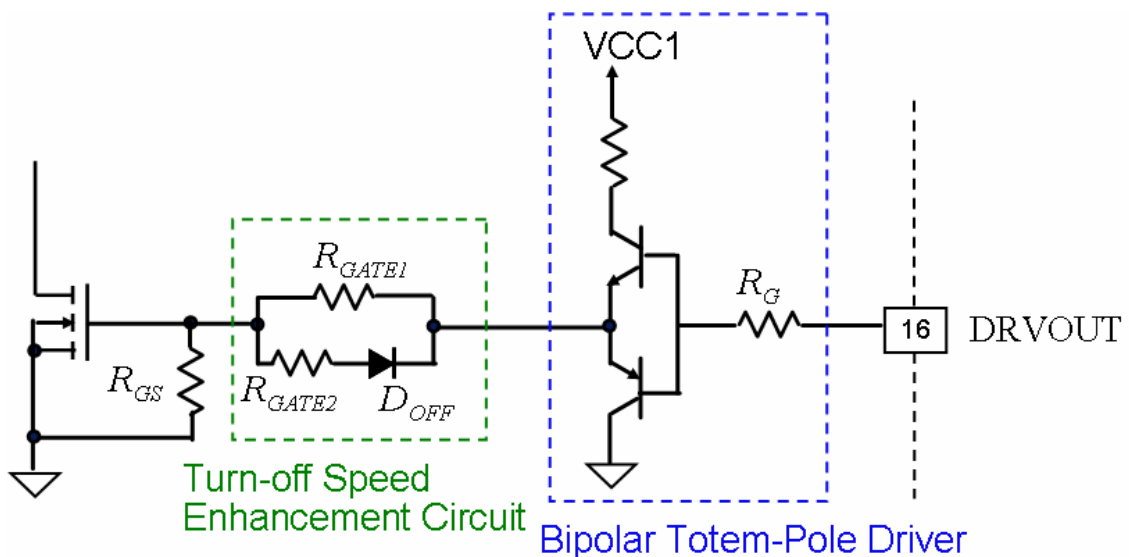 VCC1
R_GATE1
R_G
16
DRVOUT
R_GS
R_GATE2
D_OFF
Turn-off Speed
Enhancement Circuit
Bipolar Totem-Pole Driver